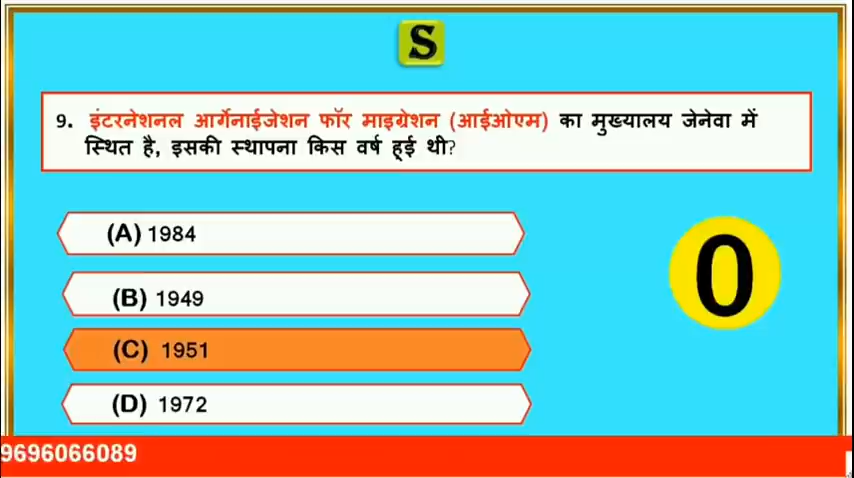 S
9. इंटरनेशनल आर्गेनाईजेशन फॉर माइग्रेशन (आईओएम) का मुख्यालय जेनेवा में
स्थित है, इसकी स्थापना किस वर्ष हूई थी?
(A) 1984
0
(B) 1949
(C) 1951
(D) 1972
9696066089